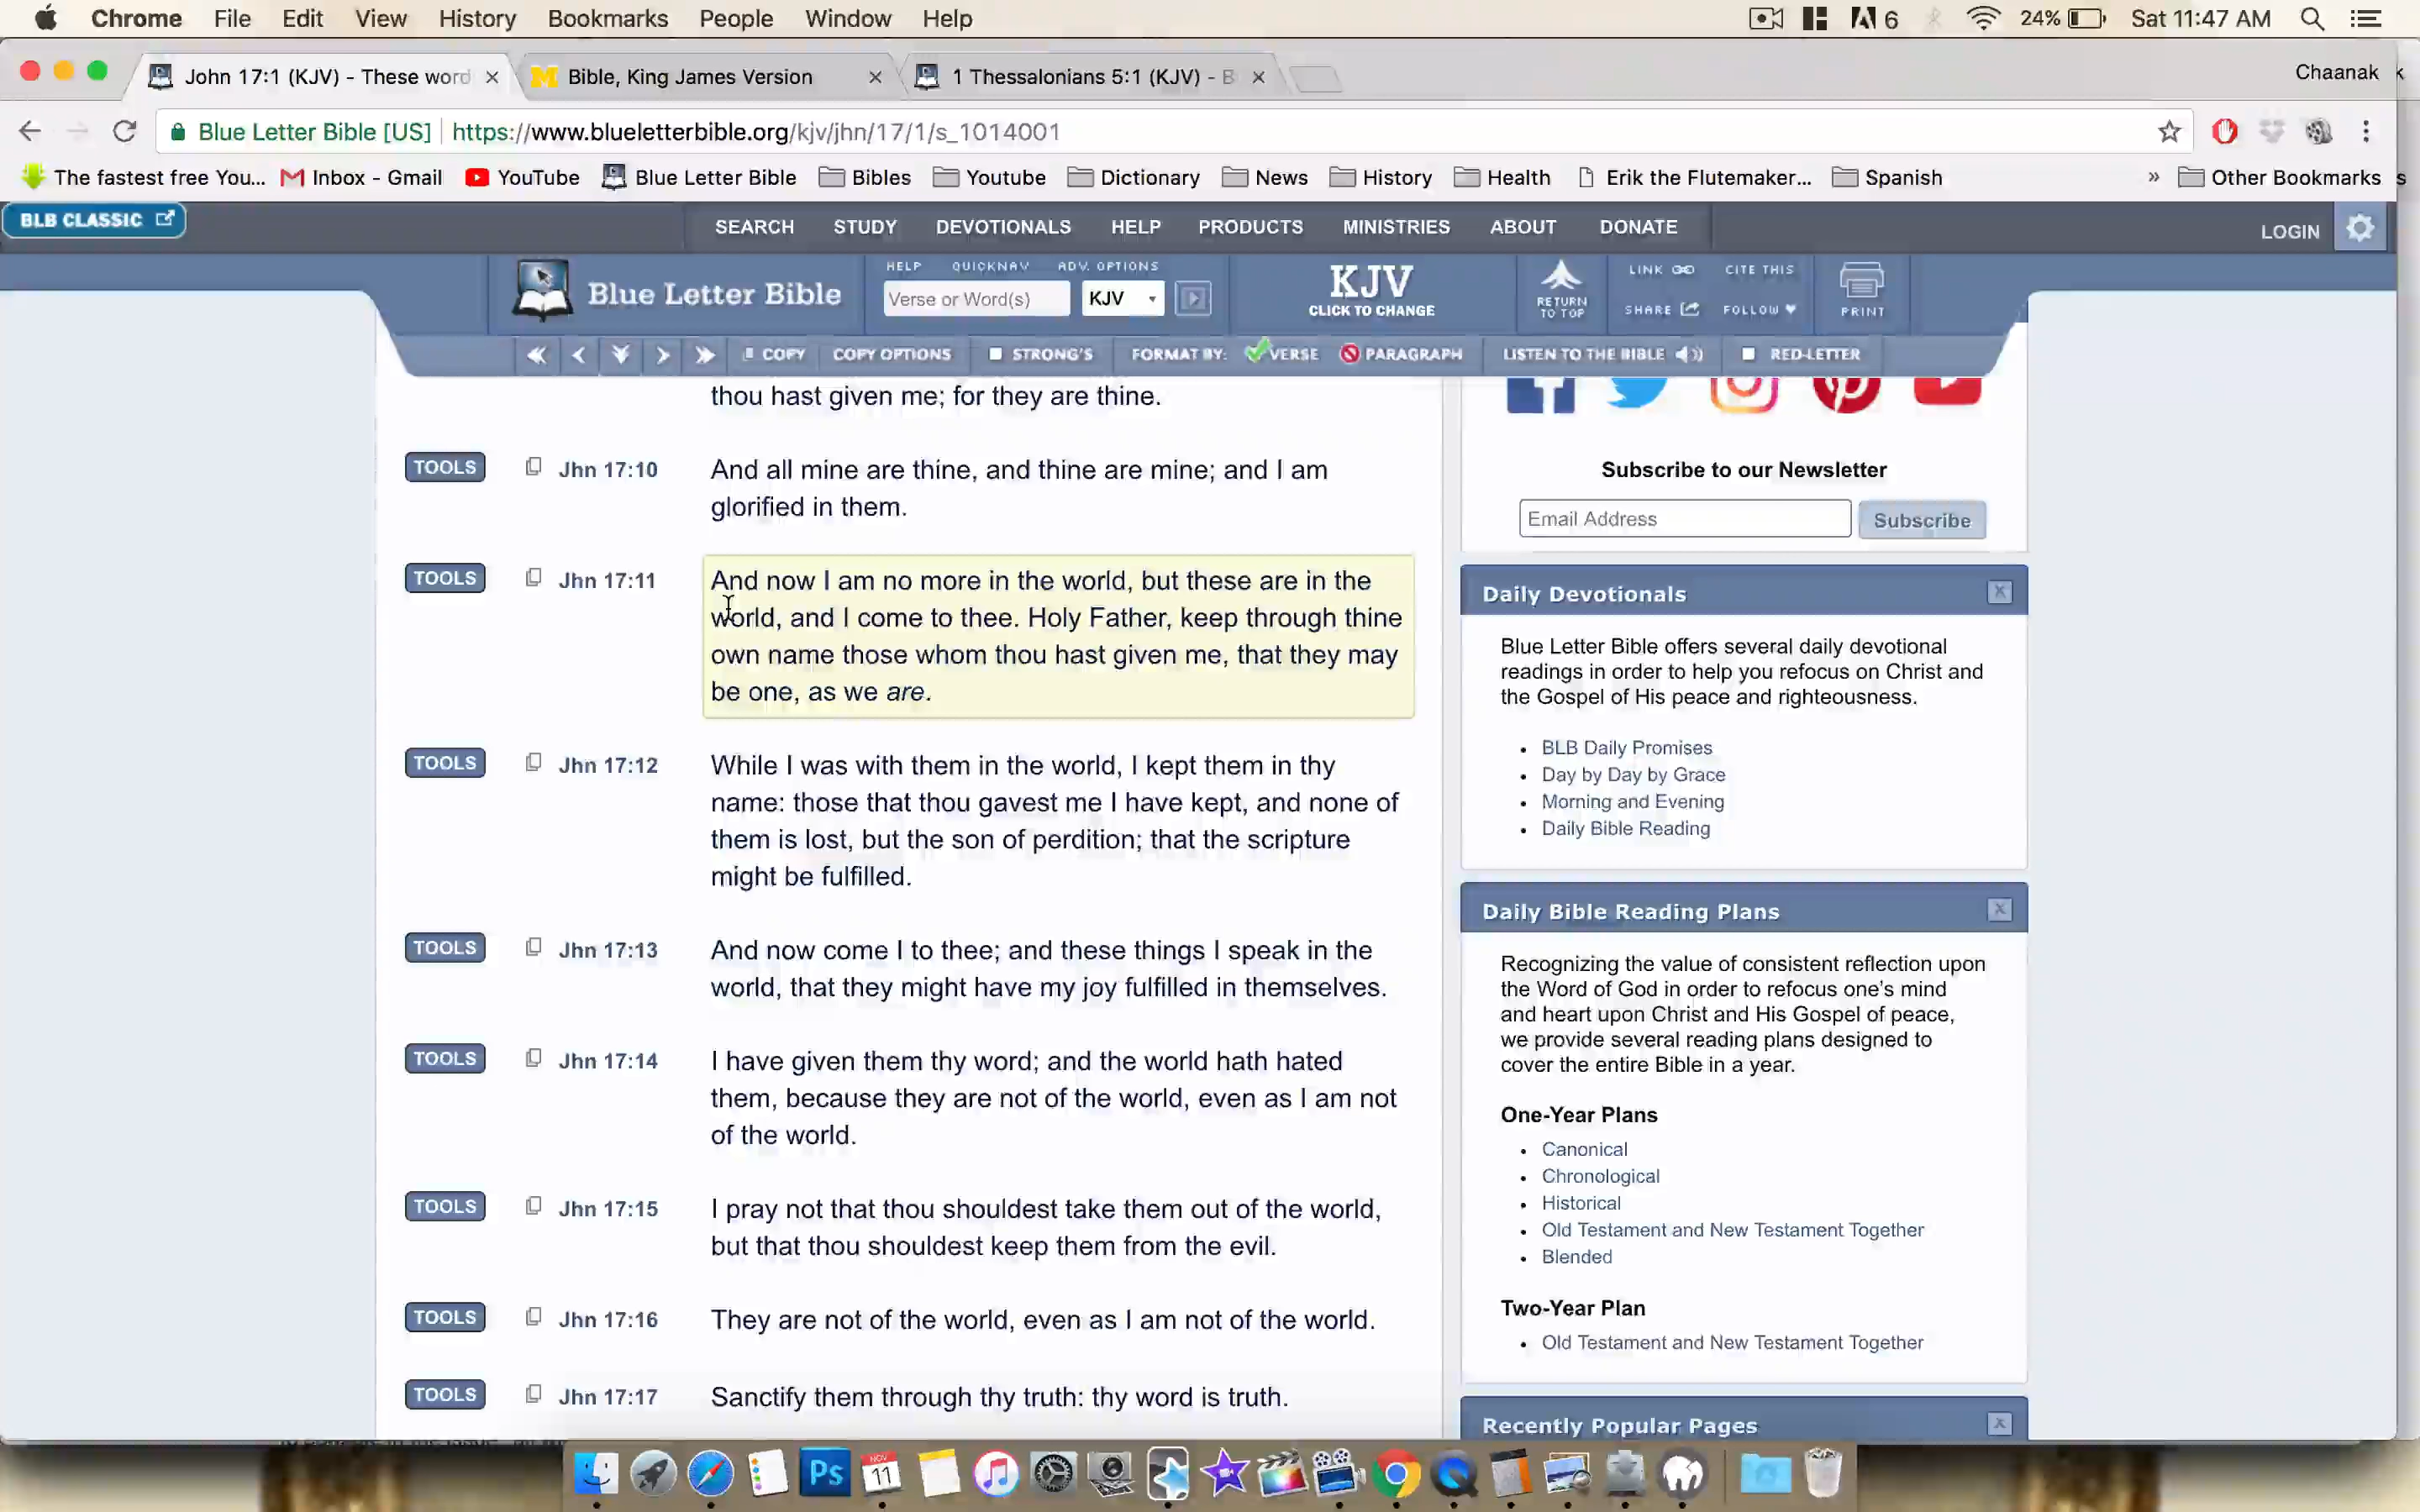 Chrome File Edit View History Bookmarks People Window Help 6 24% Sat 11:47 AM
John 17:1 (KJV) - These word Bible, King James Version 1 Thessalonians 5:1 (KJV) - B Chaanak
Blue Letter Bible [US] https://www.blueletterbible.org/kjv/jhn/17/1/s_1014001
The fastest free You... Inbox - Gmail YouTube Blue Letter Bible Bibles Youtube Dictionary News History Health Erik the Flutemaker... Spanish » Other Bookmarks
BLB CLASSIC SEARCH STUDY DEVOTIONALS HELP PRODUCTS MINISTRIES ABOUT DONATE LOGIN
HELP QUICKNAV ADV. OPTIONS
Blue Letter Bible Verse or Word(s) KJV
KJV
CLICK TO CHANGE
RETURN
TO TOP
LINK CITE THIS
SHARE FOLLOW
PRINT
COPY COPY OPTIONS STRONG'S FORMAT BY: VERSE PARAGRAPH LISTEN TO THE BIBLE RED-LETTER
thou hast given me; for they are thine.
TOOLS Jhn 17:10 And all mine are thine, and thine are mine; and I am
glorified in them.
TOOLS Jhn 17:11 And now I am no more in the world, but these are in the
world, and I come to thee. Holy Father, keep through thine
own name those whom thou hast given me, that they may
be one, as we are.
TOOLS Jhn 17:12 While I was with them in the world, I kept them in thy
name: those that thou gavest me I have kept, and none of
them is lost, but the son of perdition; that the scripture
might be fulfilled.
TOOLS Jhn 17:13 And now come I to thee; and these things I speak in the
world, that they might have my joy fulfilled in themselves.
TOOLS Jhn 17:14 I have given them thy word; and the world hath hated
them, because they are not of the world, even as I am not
of the world.
TOOLS Jhn 17:15 I pray not that thou shouldest take them out of the world,
but that thou shouldest keep them from the evil.
TOOLS Jhn 17:16 They are not of the world, even as I am not of the world.
TOOLS Jhn 17:17 Sanctify them through thy truth: thy word is truth.
Subscribe to our Newsletter
Email Address Subscribe
Daily Devotionals
Blue Letter Bible offers several daily devotional
readings in order to help you refocus on Christ and
the Gospel of His peace and righteousness.
BLB Daily Promises
Day by Day by Grace
Morning and Evening
Daily Bible Reading
Daily Bible Reading Plans
Recognizing the value of consistent reflection upon
the Word of God in order to refocus one's mind
and heart upon Christ and His Gospel of peace,
we provide several reading plans designed to
cover the entire Bible in a year.
One-Year Plans
Canonical
Chronological
Historical
Old Testament and New Testament Together
Blended
Two-Year Plan
Old Testament and New Testament Together
Recently Popular Pages
Ps
NOV
11